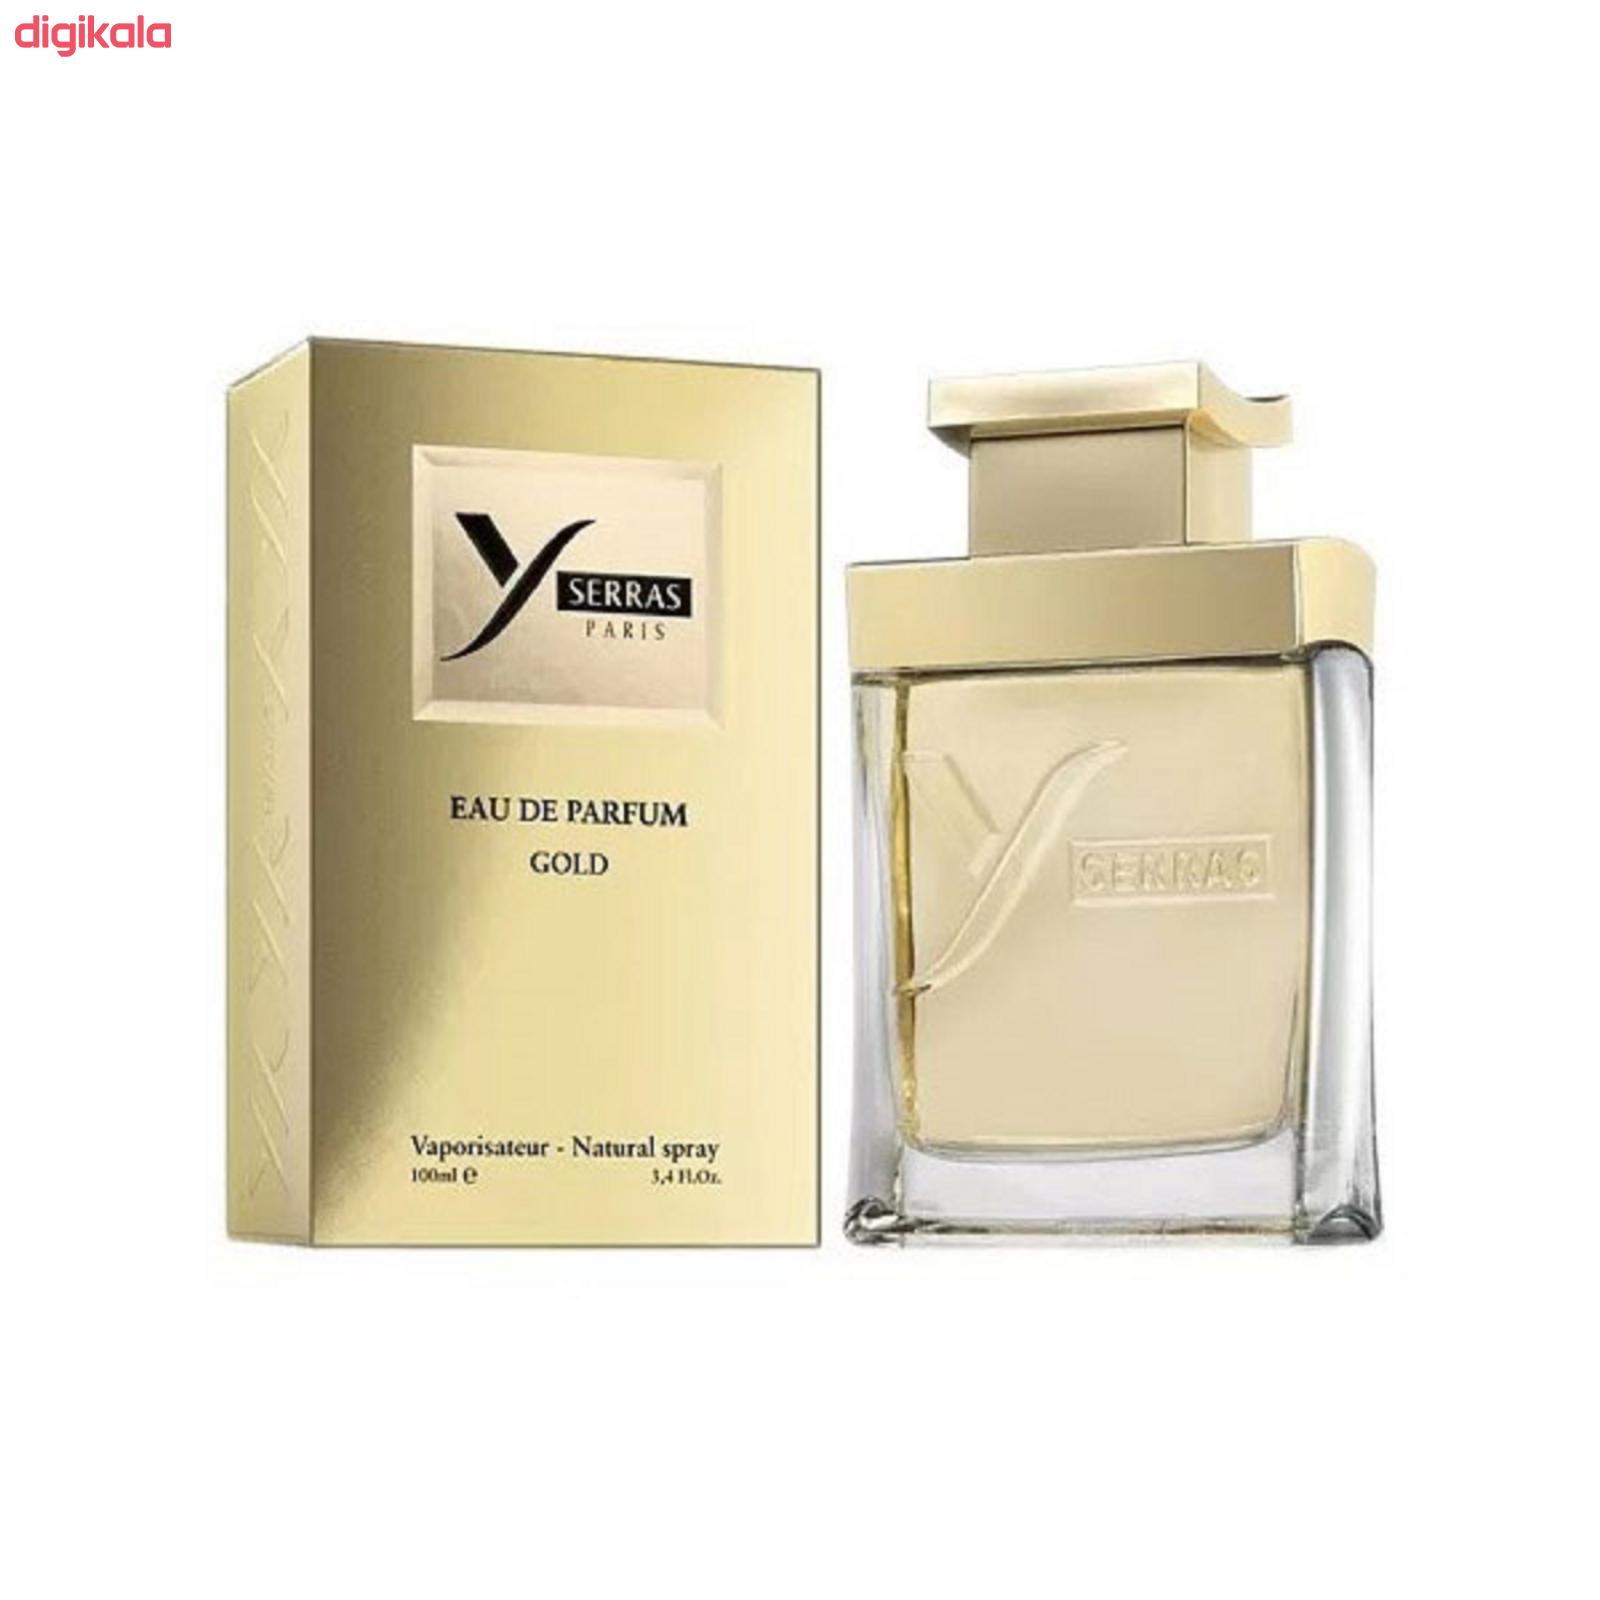 digikala
Y
SERRAS
PARIS
EAU DE PARFUM
GOLD
Vaporisateur - Natural spray
100ml ℮ 3,4 Fl.Oz.
Y SERRAS